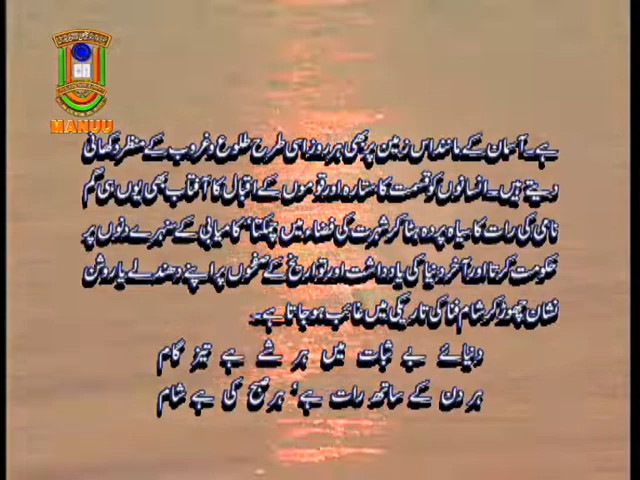 MANUU
ہے۔ آسمان کے مانند اس زمین پر بھی ہر روز اسی طرح طلوع و غروب کے منظر دکھائی
دیتے ہیں۔ انسانوں کو قسمت کا ستارہ اور قوموں کے اقبال کا آفتاب بھی یوں ہی گم
نامی کی رات کا سیاہ پردہ ہٹا کر شہرت کی فضاء میں چمکتا‘‘ کامیابی کے سنہرے دنوں پر
حکومت کرتا اور آخر دنیا کی یادداشت اور تواریخ کے صفحوں پر اپنے دھندلے یا روشن
نشان چھوڑ کر شام فنا کی تاریکی میں غائب ہو جاتا ہے۔
دنیائے بے ثبات میں ہر شے ہے تیز گام
ہر دن کے ساتھ رات ہے‘ ہر صبح کی ہے شام